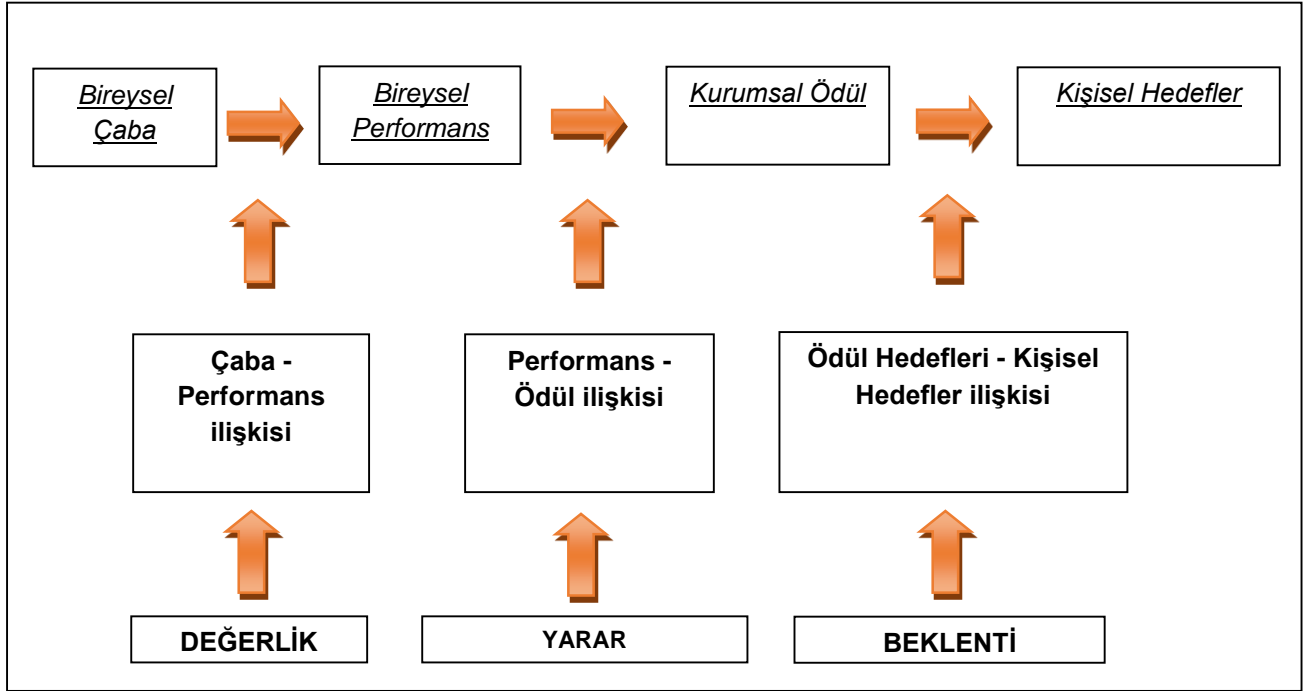 Bireysel
Çaba
Bireysel
Performans
Kurumsal Ödül
Kişisel Hedefler
Çaba -
Performans
ilişkisi
Performans -
Ödül ilişkisi
Ödül Hedefleri - Kişisel
Hedefler ilişkisi
DEĞERLİK
YARAR
BEKLENTİ